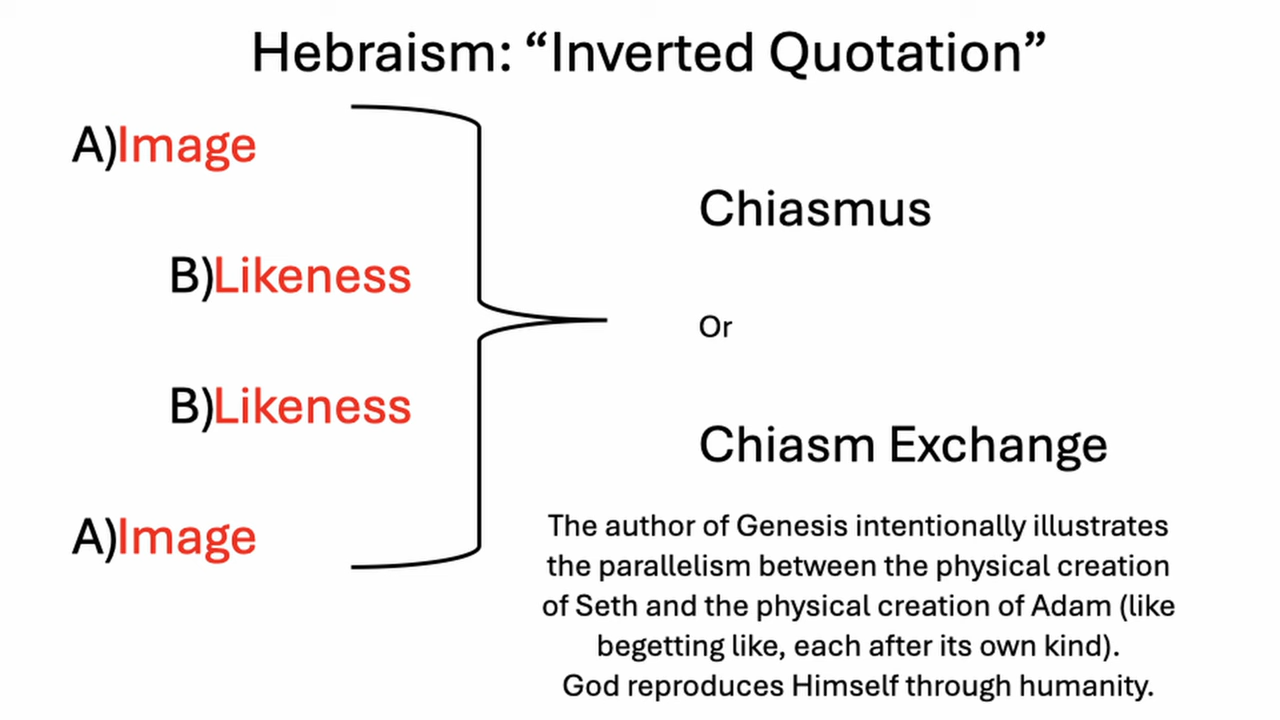 Hebraism: “Inverted Quotation”
A)Image
B)Likeness
B)Likeness
A)Image
Chiasmus
Or
Chiasm Exchange
The author of Genesis intentionally illustrates
the parallelism between the physical creation
of Seth and the physical creation of Adam (like
begetting like, each after its own kind).
God reproduces Himself through humanity.